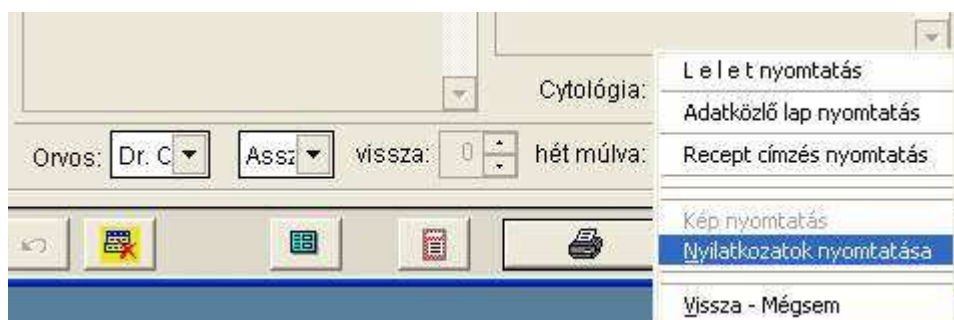 Cytológia:
Orvos: Dr. C Assz vissza: 0 hét múlva:
L e l e t nyomtatás
Adatközlő lap nyomtatás
Recept címzés nyomtatás
Kép nyomtatás
Nyilatkozatok nyomtatása
Vissza - Mégsem